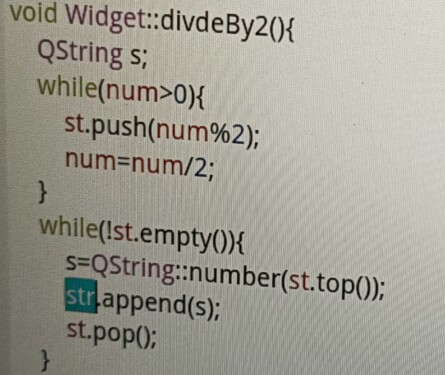 void Widget::divdeBy2(){
QString s;
while(num>0){
st.push(num%2);
num=num/2;
}
while(!st.empty()){
s=QString::number(st.top());
str.append(s);
st.pop();
}